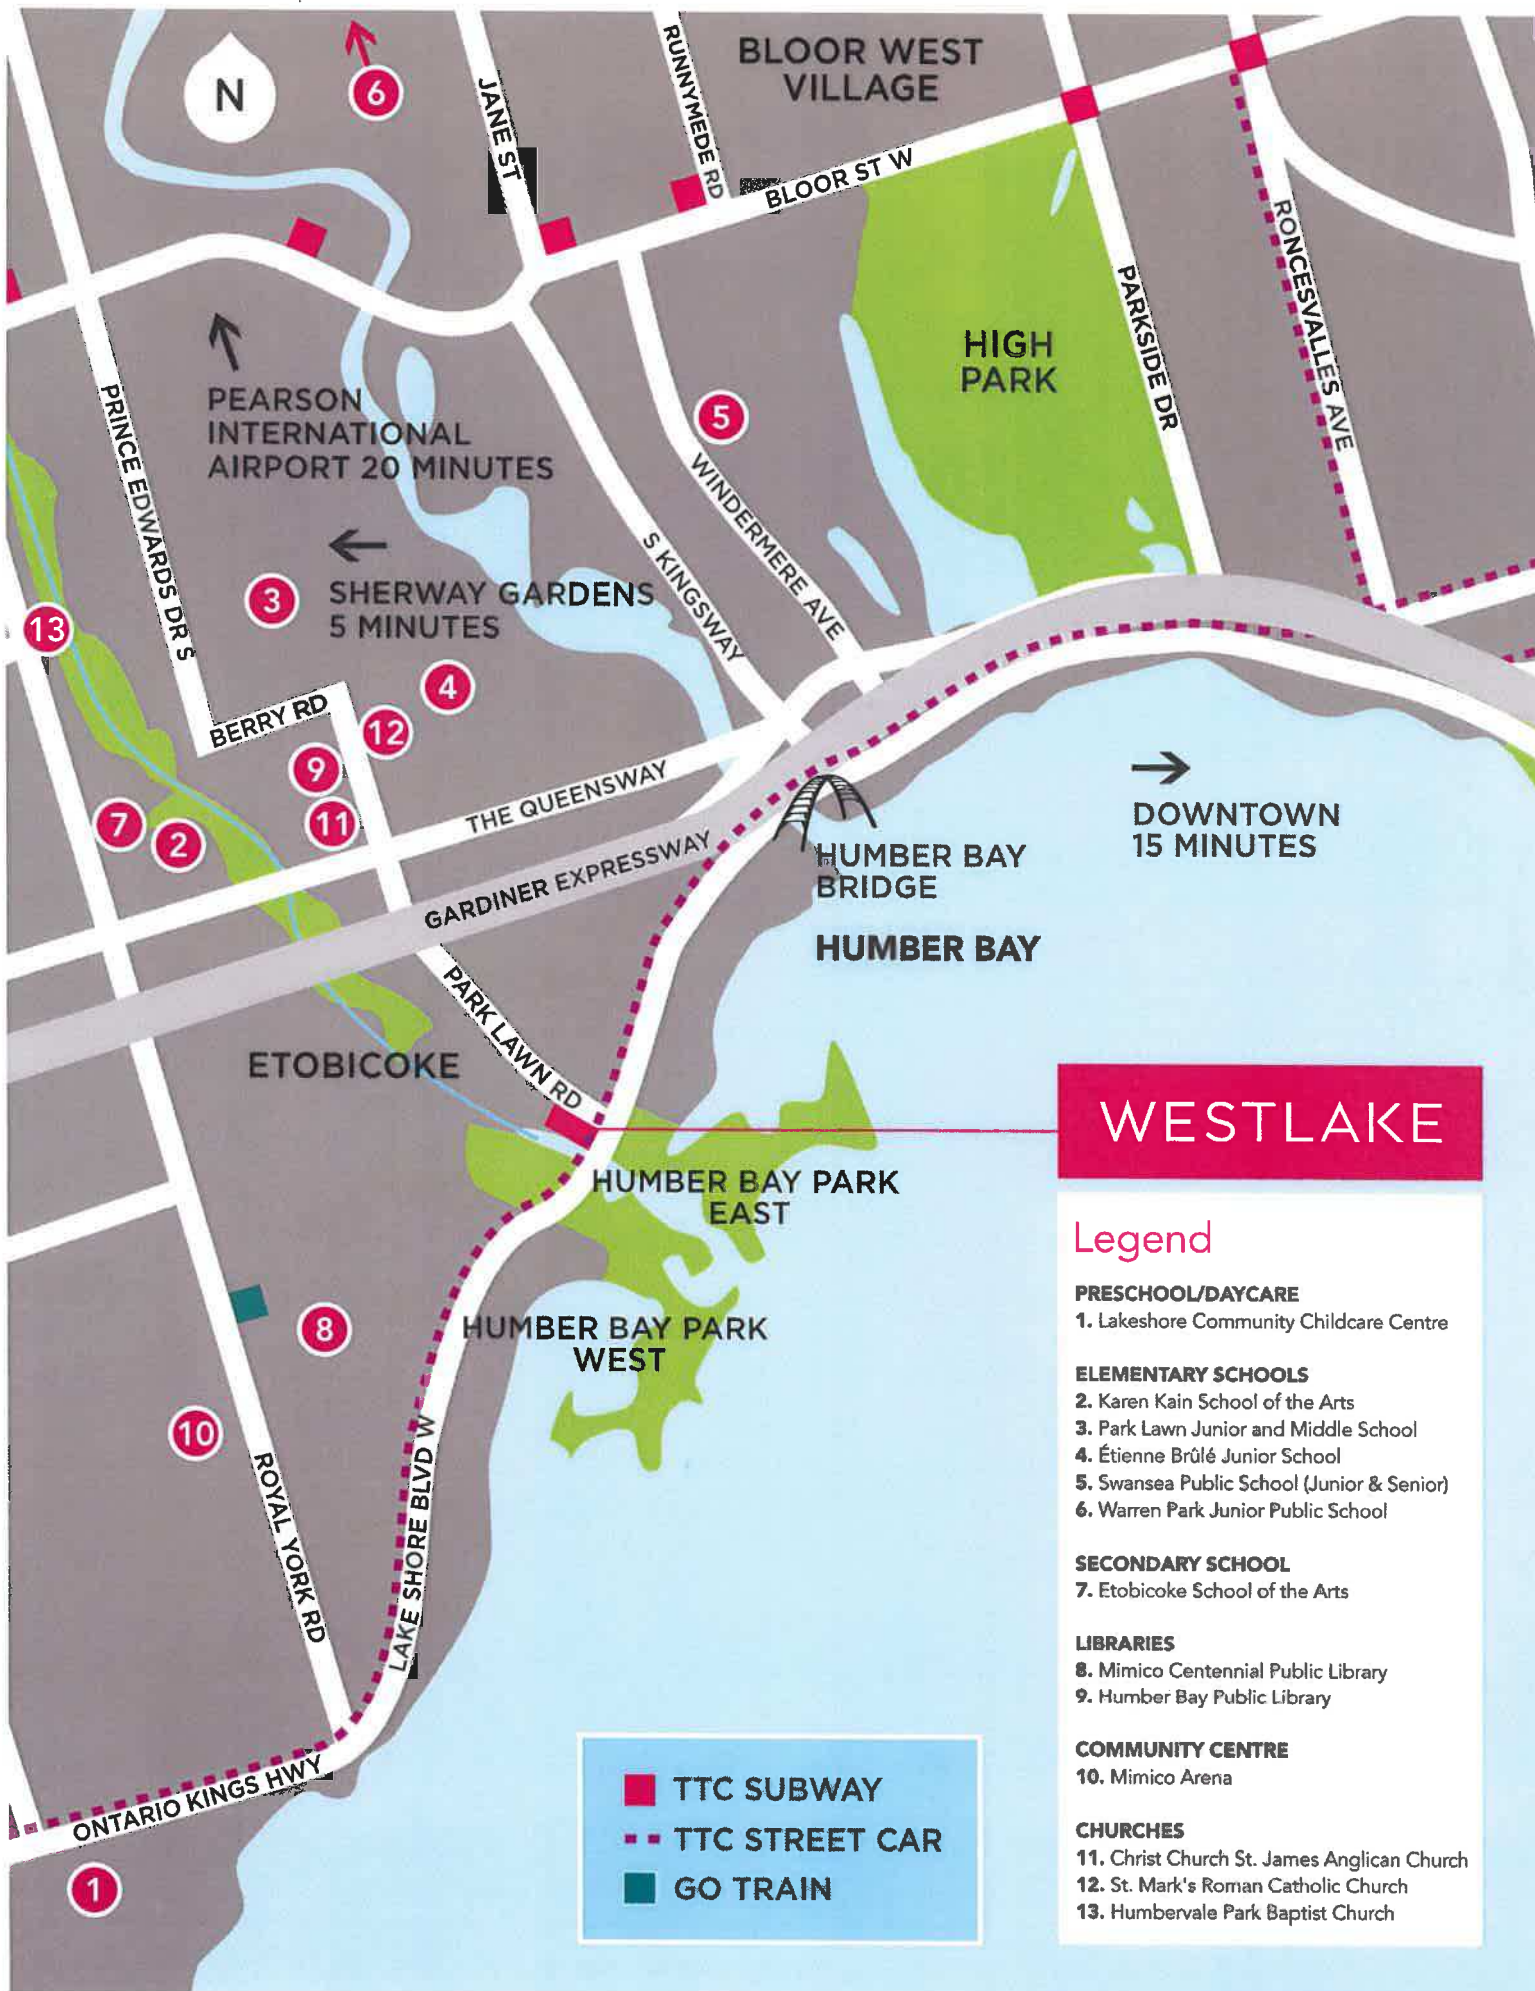 N
6
JANE ST
RUNNYMEDE RD
BLOOR WEST
VILLAGE
BLOOR ST W
HIGH
PARK
PARKSIDE DR
RONCESVALLES AVE
PEARSON
INTERNATIONAL
AIRPORT 20 MINUTES
PRINCE EDWARDS DR S
5
WINDERMERE AVE
S KINGSWAY
SHERWAY GARDENS
5 MINUTES
3
13
4
BERRY RD
12
9
11
7
2
THE QUEENSWAY
GARDINER EXPRESSWAY
DOWNTOWN
15 MINUTES
HUMBER BAY
BRIDGE
HUMBER BAY
PARK LAWN RD
ETOBICOKE
WESTLAKE
HUMBER BAY PARK
EAST
HUMBER BAY PARK
WEST
8
10
ROYAL YORK RD
LAKE SHORE BLVD W
ONTARIO KINGS HWY
1
TTC SUBWAY
TTC STREET CAR
GO TRAIN
Legend
PRESCHOOL/DAYCARE
1. Lakeshore Community Childcare Centre
ELEMENTARY SCHOOLS
2. Karen Kain School of the Arts
3. Park Lawn Junior and Middle School
4. Étienne Brûlé Junior School
5. Swansea Public School (Junior & Senior)
6. Warren Park Junior Public School
SECONDARY SCHOOL
7. Etobicoke School of the Arts
LIBRARIES
8. Mimico Centennial Public Library
9. Humber Bay Public Library
COMMUNITY CENTRE
10. Mimico Arena
CHURCHES
11. Christ Church St. James Anglican Church
12. St. Mark's Roman Catholic Church
13. Humbervale Park Baptist Church